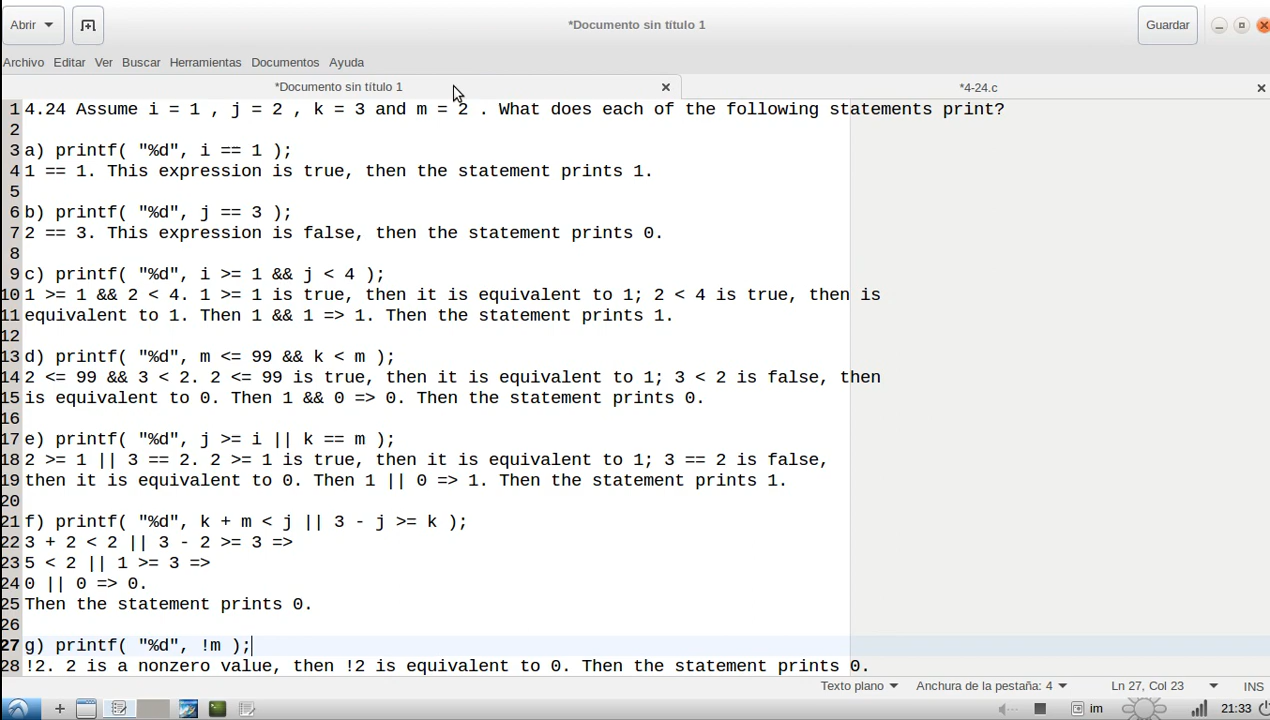 Abrir
*Documento sin título 1
Guardar
Archivo Editar Ver Buscar Herramientas Documentos Ayuda
*Documento sin título 1
*4-24.c
1 4.24 Assume i = 1 , j = 2 , k = 3 and m = 2 . What does each of the following statements print?
2
3 a) printf( "%d", i == 1 );
4 1 == 1. This expression is true, then the statement prints 1.
5
6 b) printf( "%d", j == 3 );
7 2 == 3. This expression is false, then the statement prints 0.
8
9 c) printf( "%d", i >= 1 && j < 4 );
10 1 >= 1 && 2 < 4. 1 >= 1 is true, then it is equivalent to 1; 2 < 4 is true, then is
11 equivalent to 1. Then 1 && 1 => 1. Then the statement prints 1.
12
13 d) printf( "%d", m <= 99 && k < m );
14 2 <= 99 && 3 < 2. 2 <= 99 is true, then it is equivalent to 1; 3 < 2 is false, then
15 is equivalent to 0. Then 1 && 0 => 0. Then the statement prints 0.
16
17 e) printf( "%d", j >= i || k == m );
18 2 >= 1 || 3 == 2. 2 >= 1 is true, then it is equivalent to 1; 3 == 2 is false,
19 then it is equivalent to 0. Then 1 || 0 => 1. Then the statement prints 1.
20
21 f) printf( "%d", k + m < j || 3 - j >= k );
22 3 + 2 < 2 || 3 - 2 >= 3 =>
23 5 < 2 || 1 >= 3 =>
24 0 || 0 => 0.
25 Then the statement prints 0.
26
27 g) printf( "%d", !m );
28 !2. 2 is a nonzero value, then !2 is equivalent to 0. Then the statement prints 0.
Texto plano Anchura de la pestaña: 4 Ln 27, Col 23 INS
im 21:33